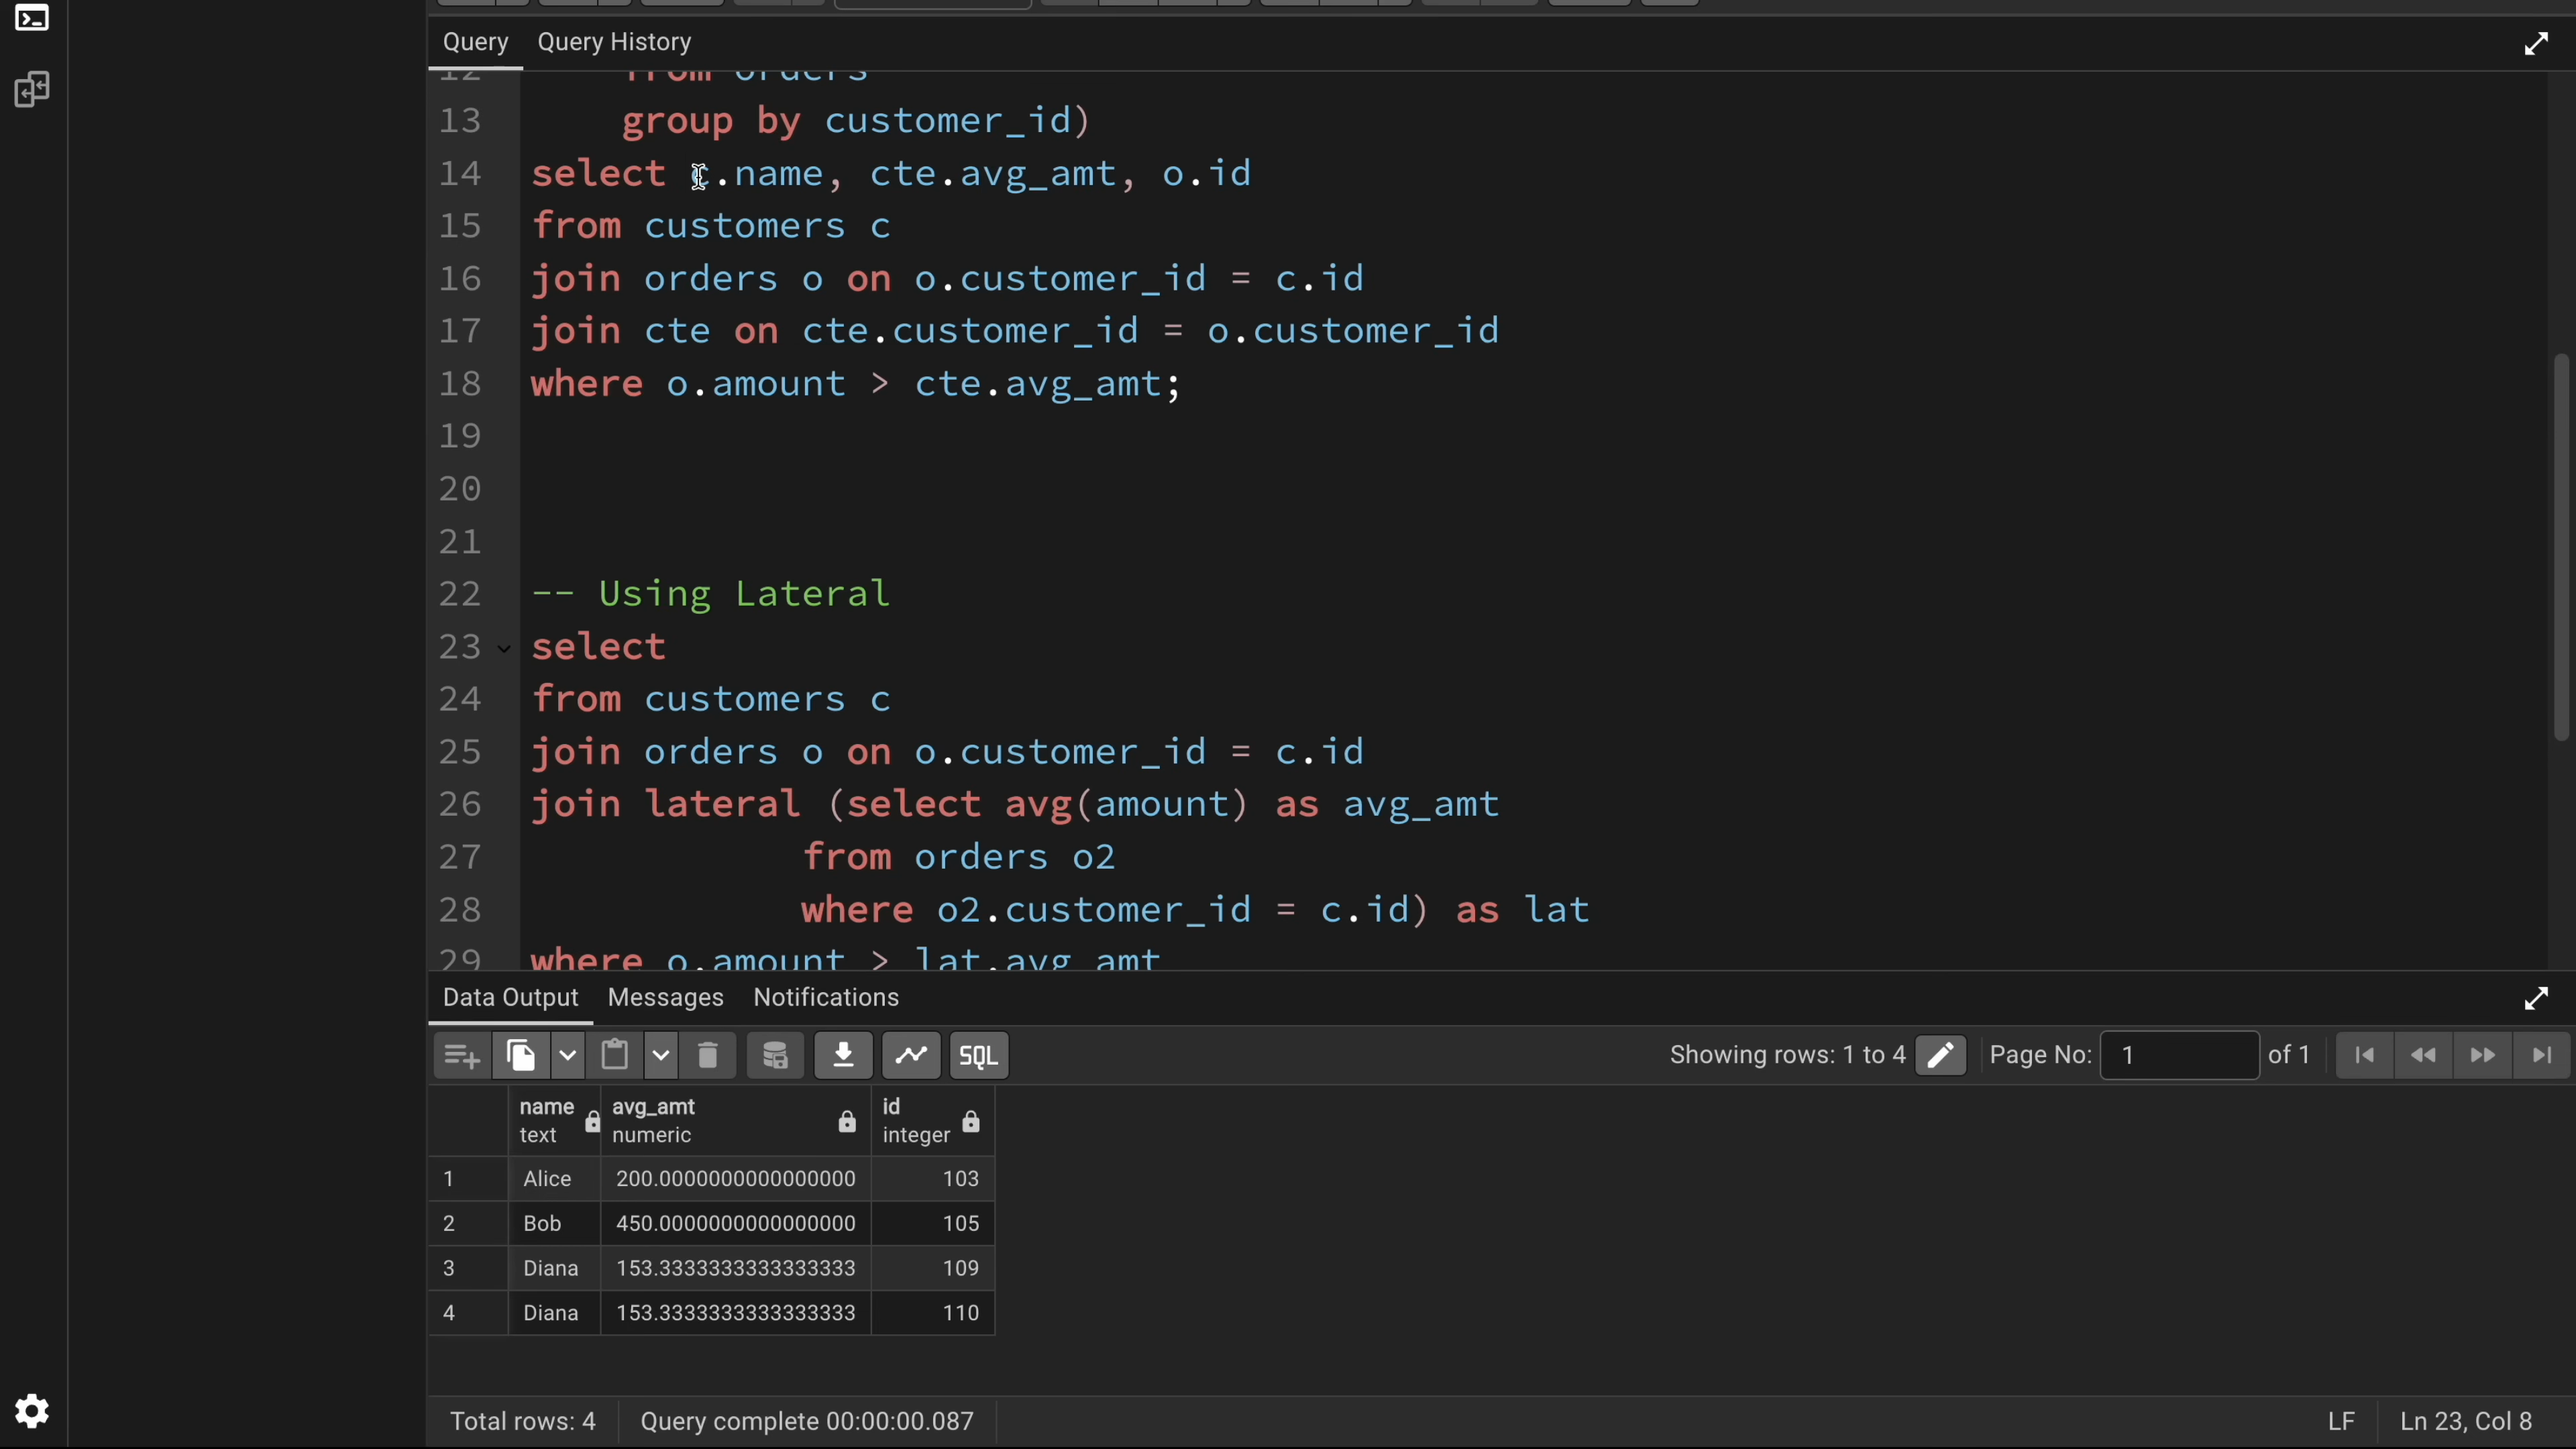 Query Query History
12 from orders
13 group by customer_id)
14 select c.name, cte.avg_amt, o.id
15 from customers c
16 join orders o on o.customer_id = c.id
17 join cte on cte.customer_id = o.customer_id
18 where o.amount > cte.avg_amt;
19
20
21
22 -- Using Lateral
23 select
24 from customers c
25 join orders o on o.customer_id = c.id
26 join lateral (select avg(amount) as avg_amt
27 from orders o2
28 where o2.customer_id = c.id) as lat
29 where o.amount > lat.avg_amt
Data Output Messages Notifications
SQL Showing rows: 1 to 4 Page No: 1 of 1
name avg_amt id
text numeric integer
1 Alice 200.0000000000000000 103
2 Bob 450.0000000000000000 105
3 Diana 153.3333333333333333 109
4 Diana 153.3333333333333333 110
Total rows: 4 Query complete 00:00:00.087 LF Ln 23, Col 8